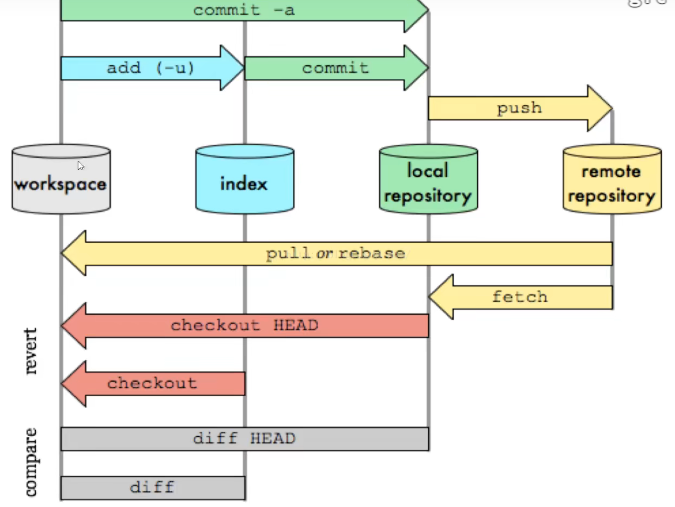 commit -a
add (-u)
commit
push
workspace
index
local
repository
remote
repository
pull or rebase
fetch
revert
checkout HEAD
checkout
compare
diff HEAD
diff